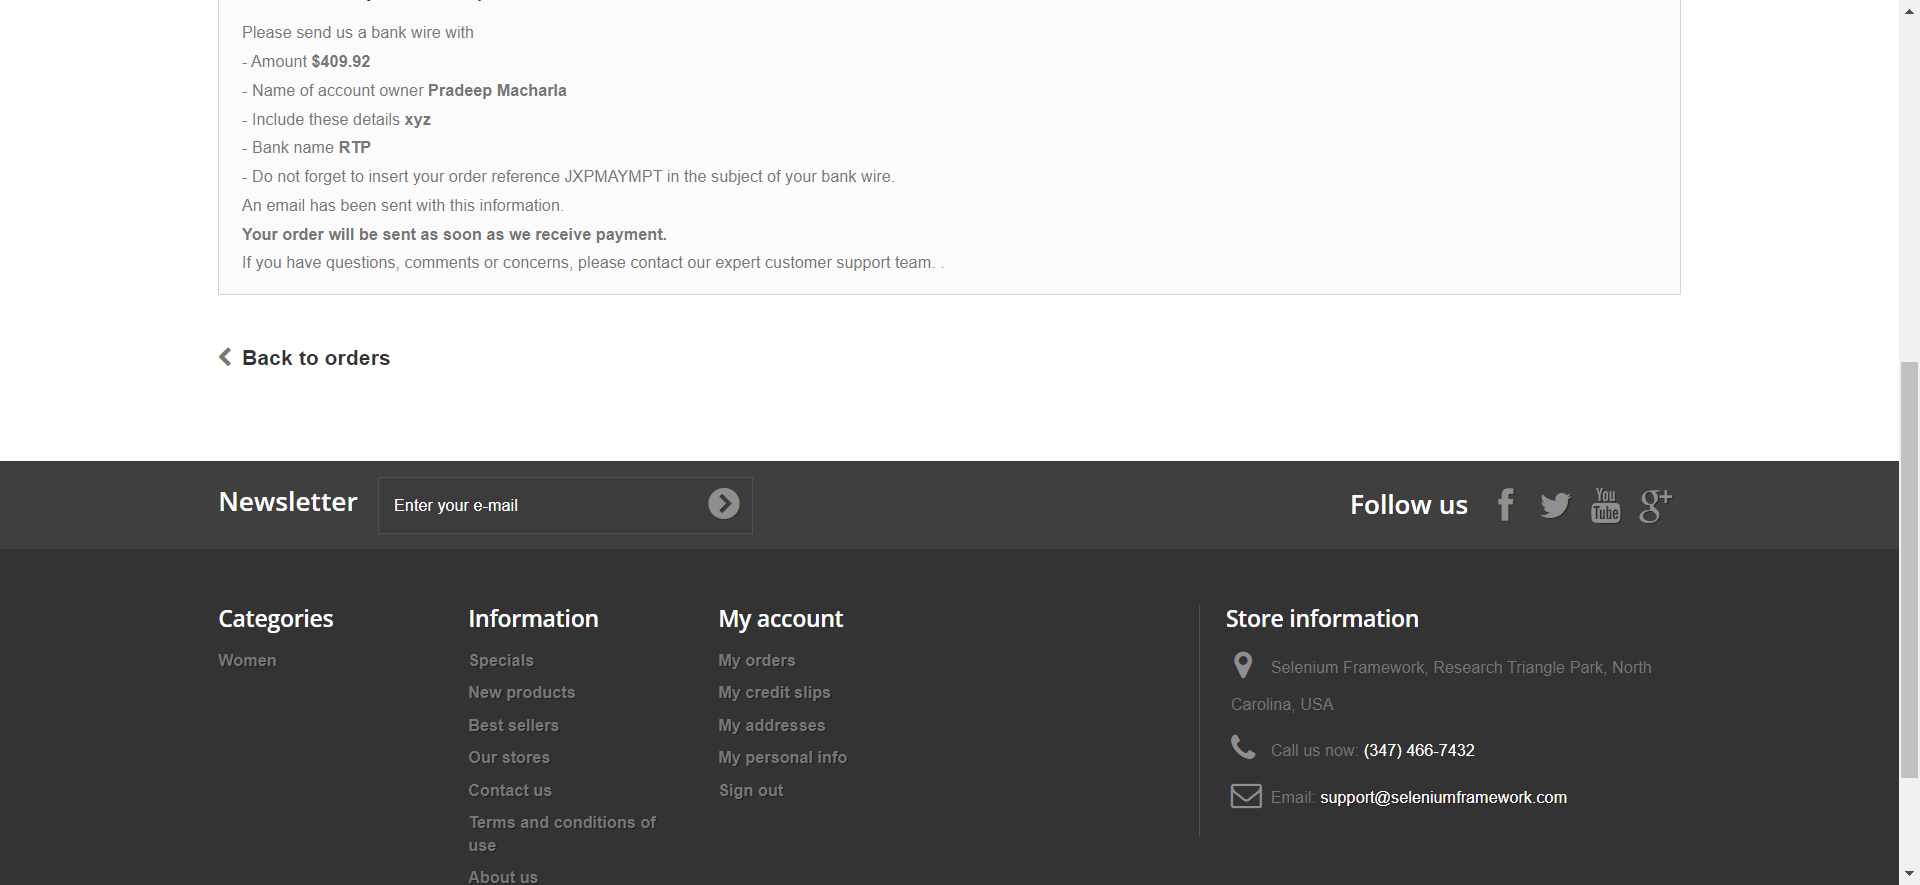 Please send us a bank wire with
- Amount $409.92
- Name of account owner Pradeep Macharla
- Include these details xyz
- Bank name RTP
- Do not forget to insert your order reference JXPMAYMPT in the subject of your bank wire.
An email has been sent with this information.
Your order will be sent as soon as we receive payment.
If you have questions, comments or concerns, please contact our expert customer support team. .
Back to orders
Newsletter
Enter your e-mail
Follow us
You
Tube
g+
Categories
Women
Information
Specials
New products
Best sellers
Our stores
Contact us
Terms and conditions of
use
About us
My account
My orders
My credit slips
My addresses
My personal info
Sign out
Store information
Selenium Framework, Research Triangle Park, North
Carolina, USA
Call us now: (347) 466-7432
Email: support@seleniumframework.com